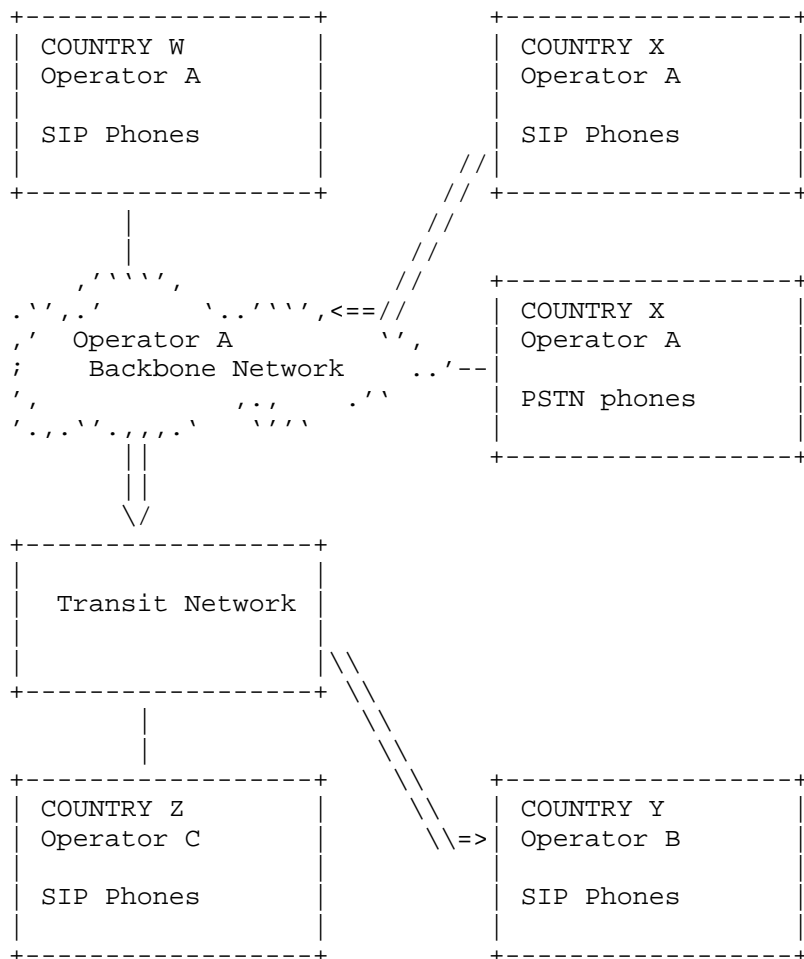 COUNTRY W
Operator A
SIP Phones
COUNTRY X
Operator A
SIP Phones
Operator A
Backbone Network
COUNTRY X
Operator A
PSTN phones
Transit Network
COUNTRY Z
Operator C
SIP Phones
COUNTRY Y
Operator B
SIP Phones